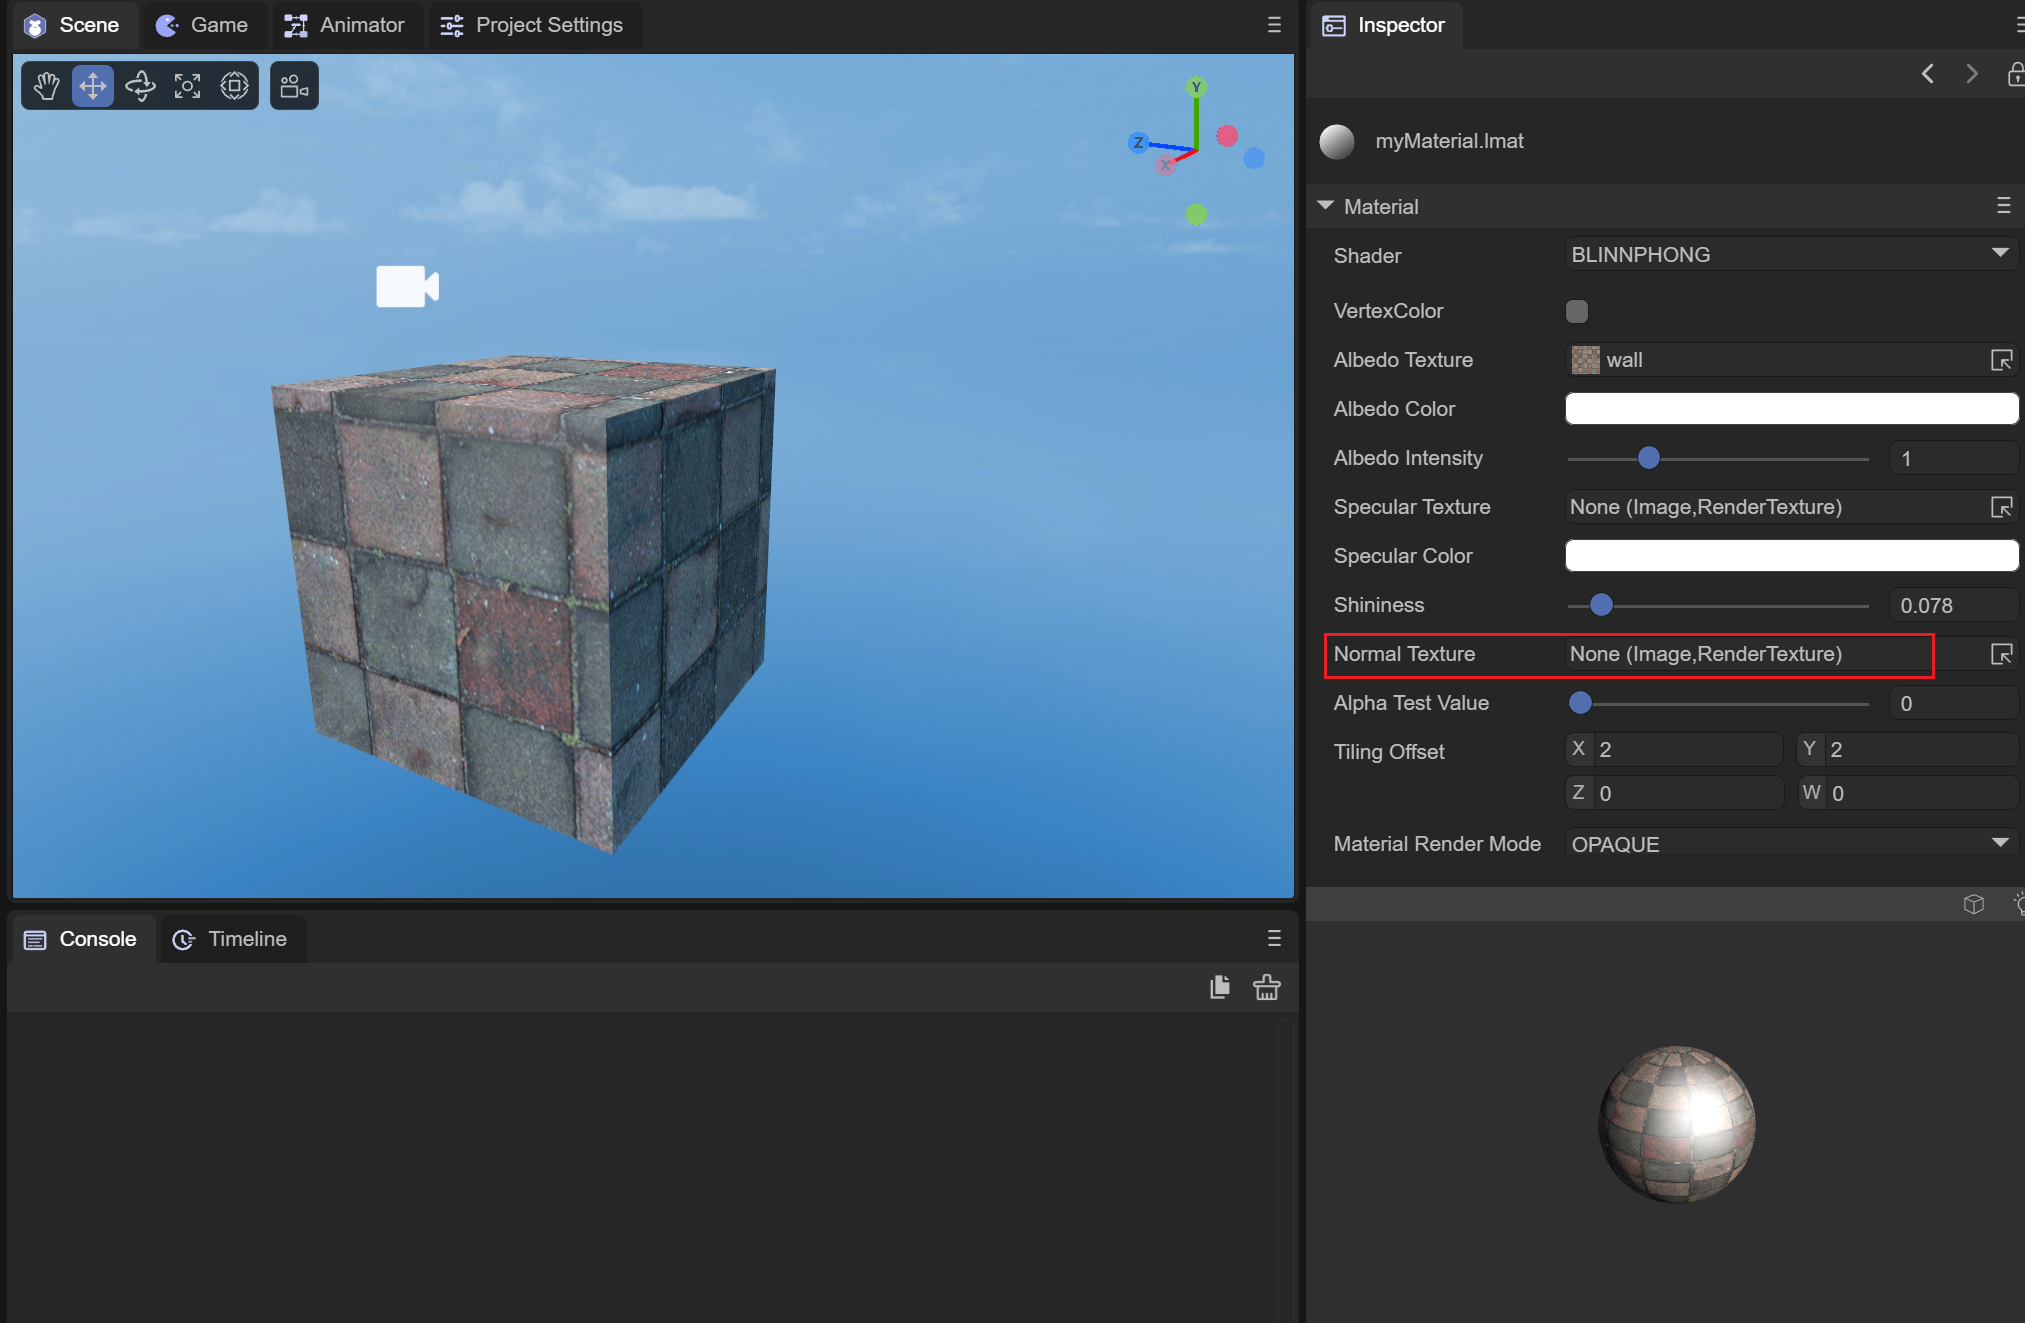 Scene Game Animator Project Settings
Inspector
Y
Z
X
myMaterial.lmat
Material
Shader BLINNPHONG
VertexColor
Albedo Texture wall
Albedo Color
Albedo Intensity 1
Specular Texture None (Image,RenderTexture)
Specular Color
Shininess 0.078
Normal Texture None (Image,RenderTexture)
Alpha Test Value 0
Tiling Offset X 2 Y 2
Z 0 W 0
Material Render Mode OPAQUE
Console Timeline